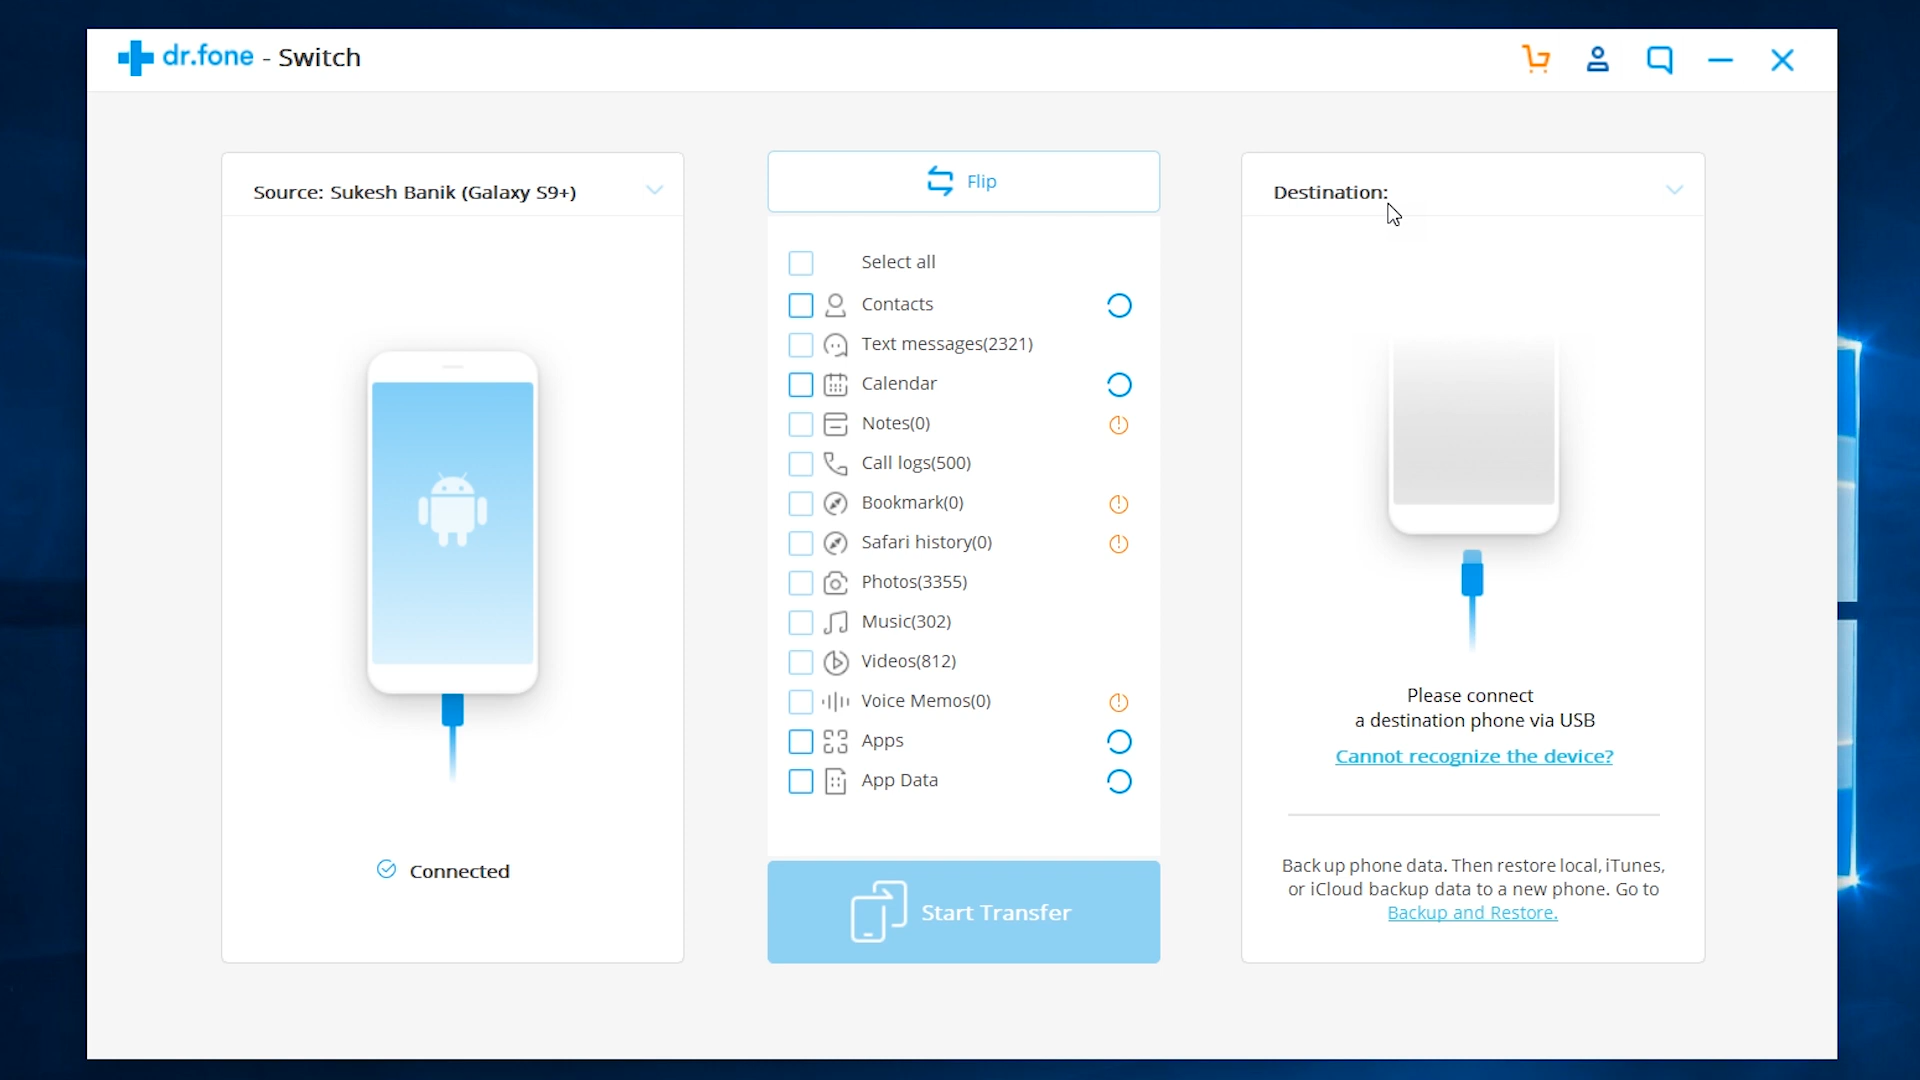 dr.fone - Switch
Source: Sukesh Banik (Galaxy S9+)
Connected
Flip
Select all
Contacts
Text messages(2321)
Calendar
Notes(0)
Call logs(500)
Bookmark(0)
Safari history(0)
Photos(3355)
Music(302)
Videos(812)
Voice Memos(0)
Apps
App Data
Start Transfer
Destination:
Please connect
a destination phone via USB
Cannot recognize the device?
Back up phone data. Then restore local, iTunes,
or iCloud backup data to a new phone. Go to
Backup and Restore.